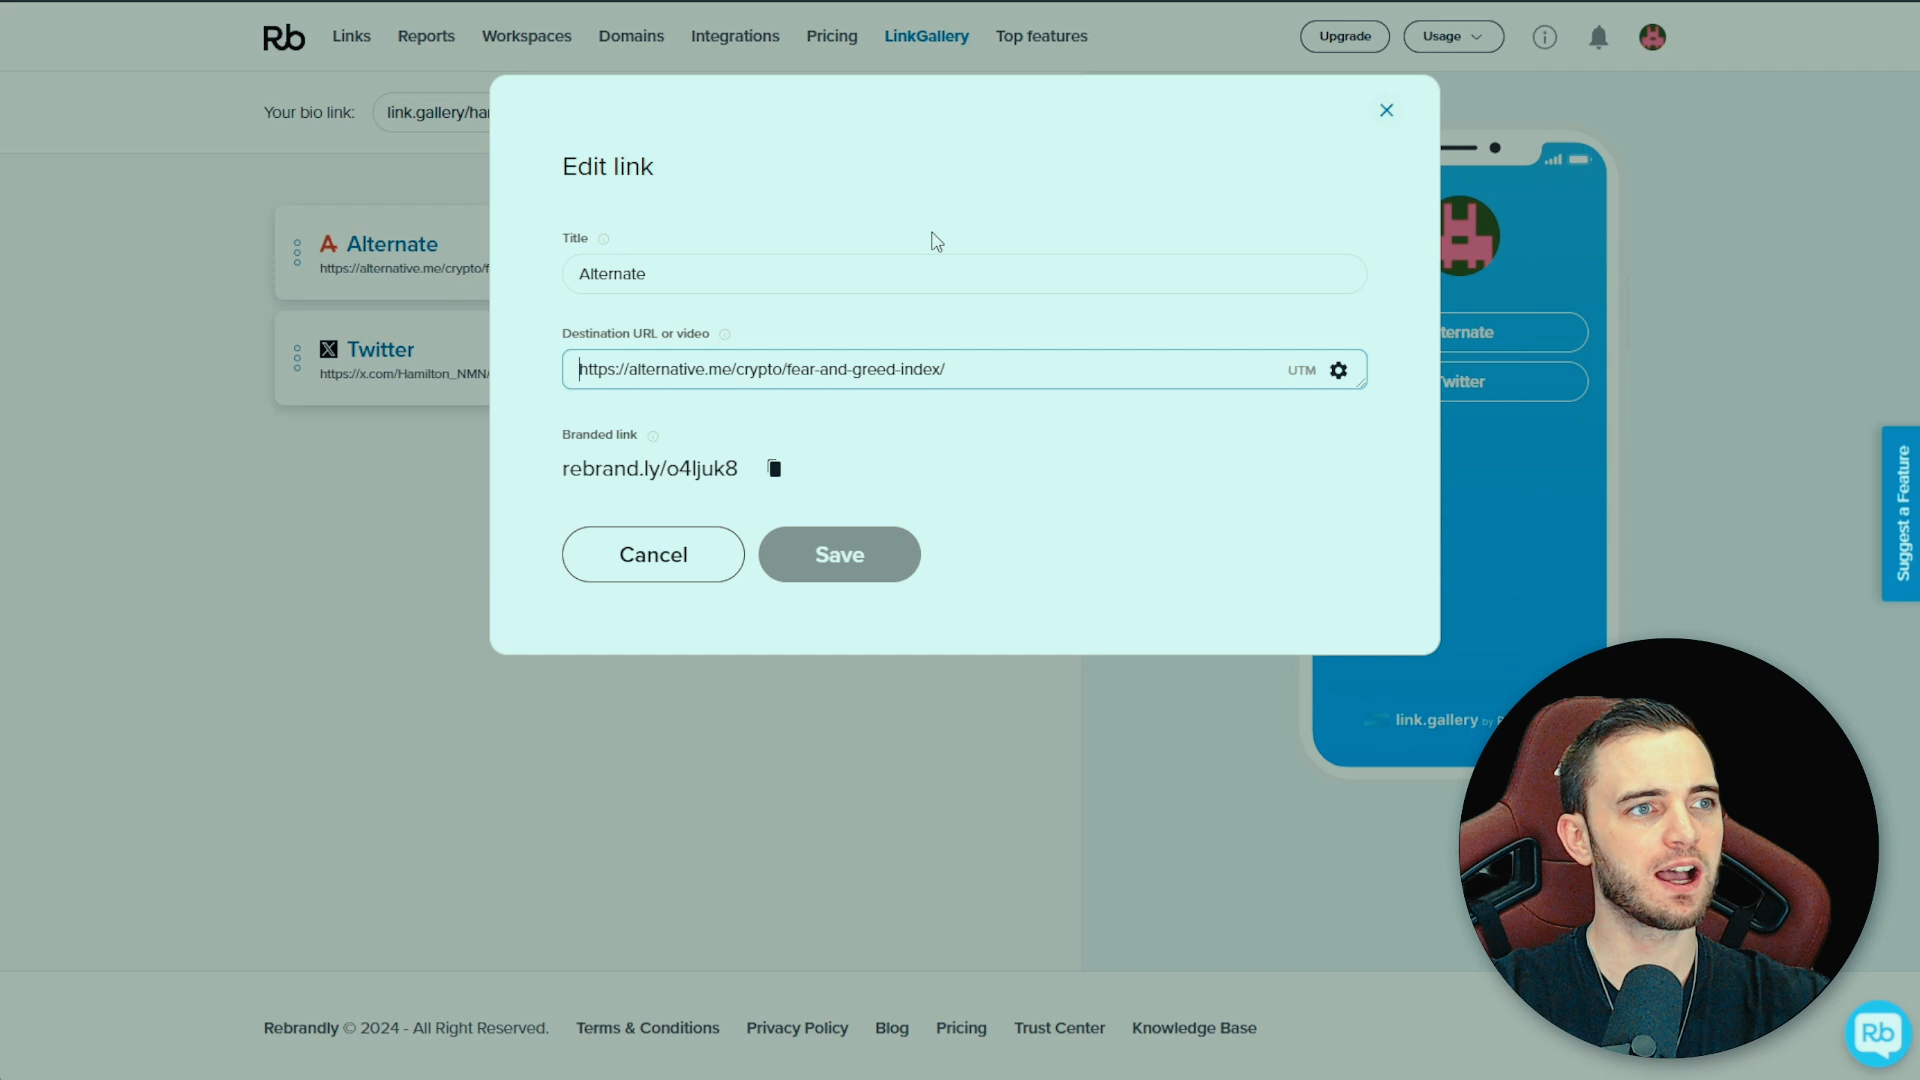 Rb Links Reports Workspaces Domains Integrations Pricing LinkGallery Top features Upgrade Usage
Your bio link: link.gallery/ha
Edit link
Title
Alternate
Destination URL or video
https://alternative.me/crypto/fear-and-greed-index/ UTM
Branded link
rebrand.ly/o4ljuk8
Cancel Save
Alternate
https://alternative.me/crypto/f
Twitter
https://x.com/Hamilton_NMN/
ternate
witter
link.gallery by
Suggest a Feature
Rebrandly © 2024 - All Right Reserved. Terms & Conditions Privacy Policy Blog Pricing Trust Center Knowledge Base
Rb